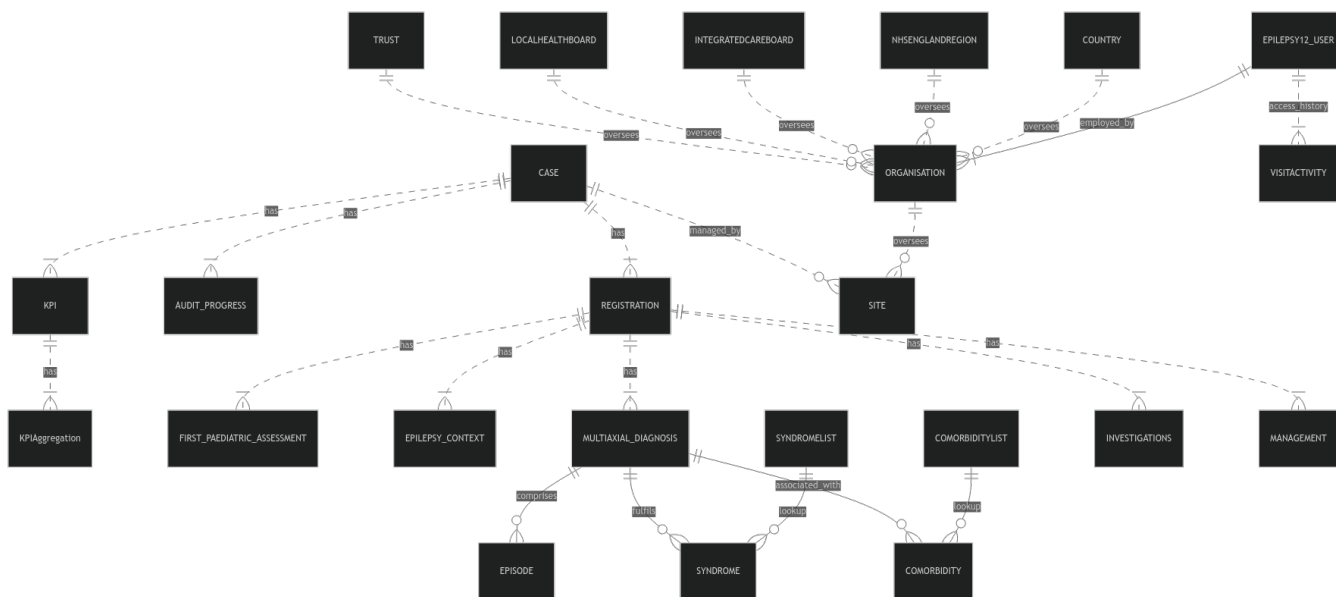 TRUST
LOCALHEALTHBOARD
INTEGRATEDCAREBOARD
NHSENGLANDREGION
COUNTRY
EPILEPSY12_USER
oversees
oversees
oversees
oversees
oversees
employed_by
access_history
CASE
ORGANISATION
VISITACTIVITY
has
has
has
managed_by
oversees
KPI
AUDIT_PROGRESS
REGISTRATION
SITE
has
has
has
has
has
has
KPIAggregation
FIRST_PAEDIATRIC_ASSESSMENT
EPILEPSY_CONTEXT
MULTIAXIAL_DIAGNOSIS
SYNDROMELIST
COMORBIDITYLIST
INVESTIGATIONS
MANAGEMENT
comprises
fulfils
associated_with
lookup
lookup
EPISODE
SYNDROME
COMORBIDITY